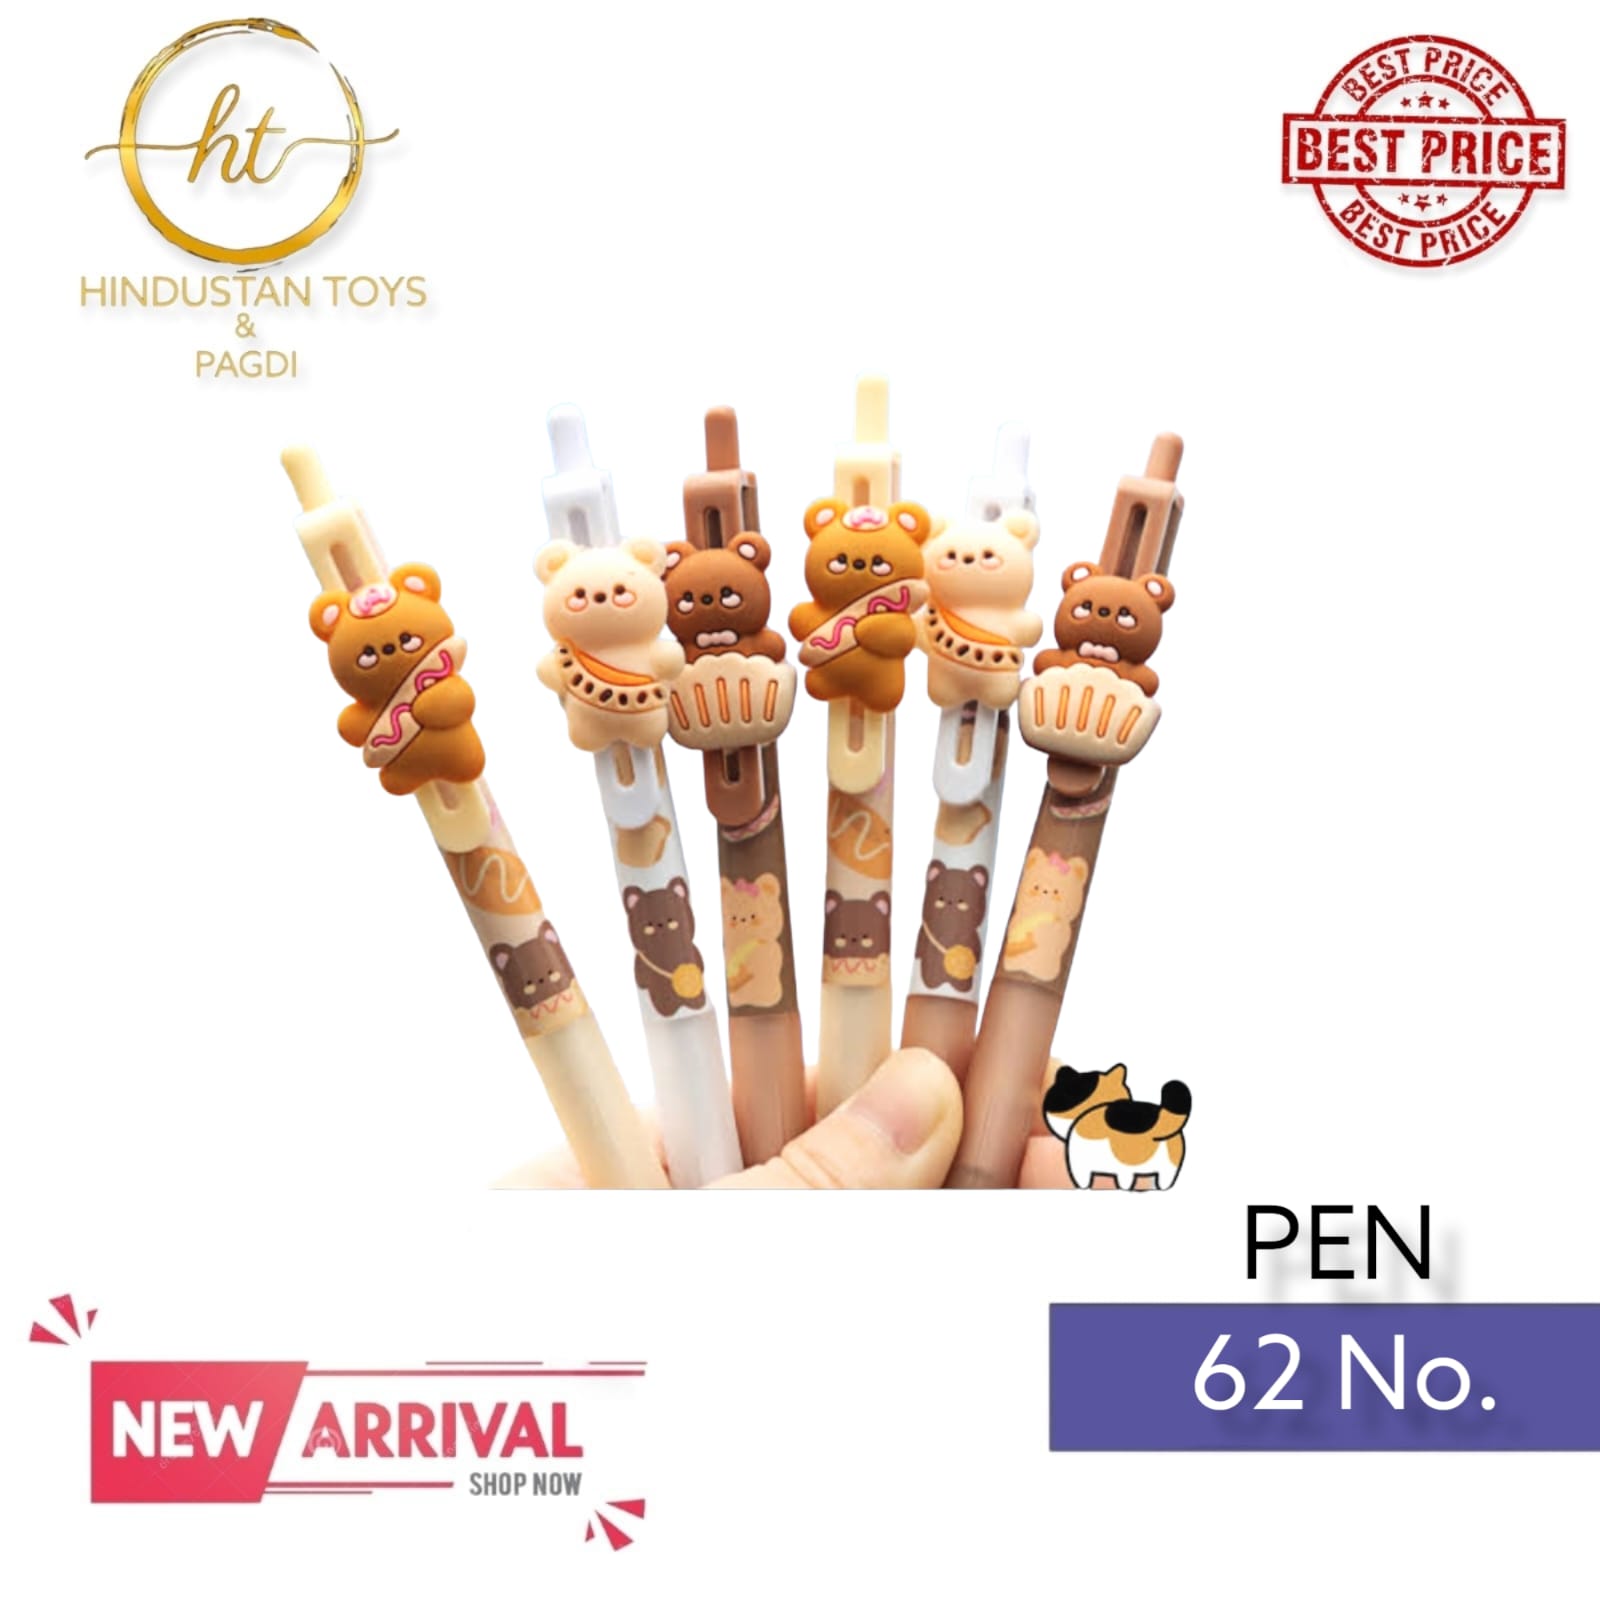 ht
HINDUSTAN TOYS
&
PAGDI
BEST PRICE
BEST PRICE
BEST PRICE
PEN
62 No.
NEW ARRIVAL
SHOP NOW